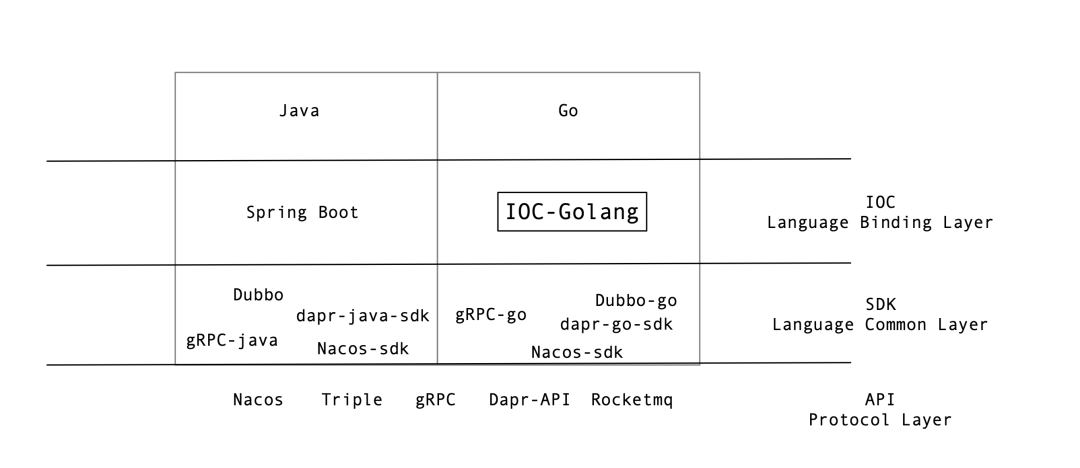 Java
Go
Spring Boot
IOC-Golang
IOC
Language Binding Layer
Dubbo
dapr-java-sdk
gRPC-java
Nacos-sdk
gRPC-go
Dubbo-go
dapr-go-sdk
Nacos-sdk
SDK
Language Common Layer
Nacos Triple gRPC Dapr-API Rocketmq
API
Protocol Layer